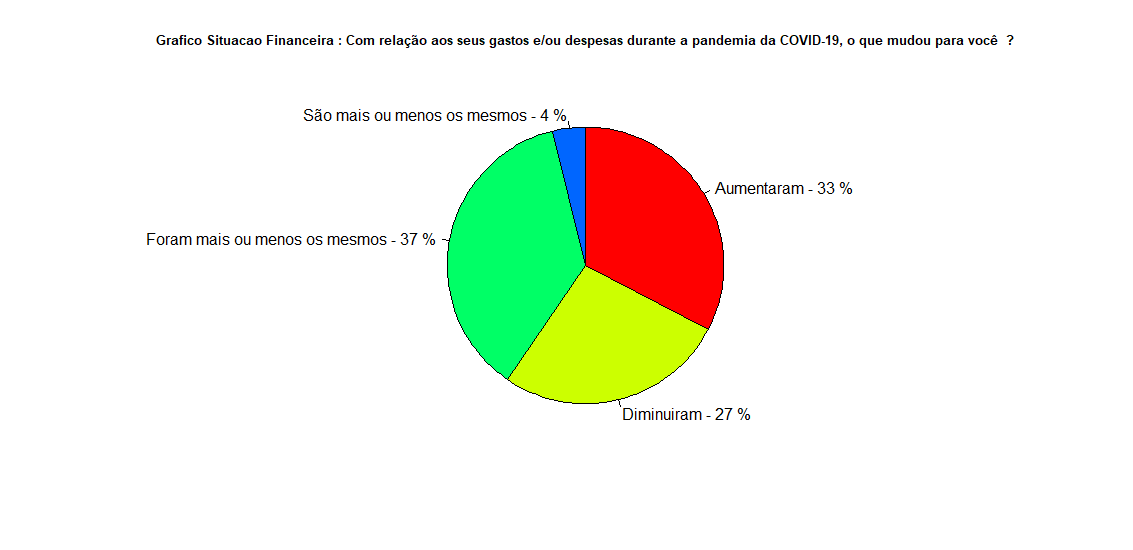 Grafico Situacao Financeira : Com relação aos seus gastos e/ou despesas durante a pandemia da COVID-19, o que mudou para você  ?
São mais ou menos os mesmos - 4 %
Aumentaram - 33 %
Foram mais ou menos os mesmos - 37 %
Diminuiram - 27 %